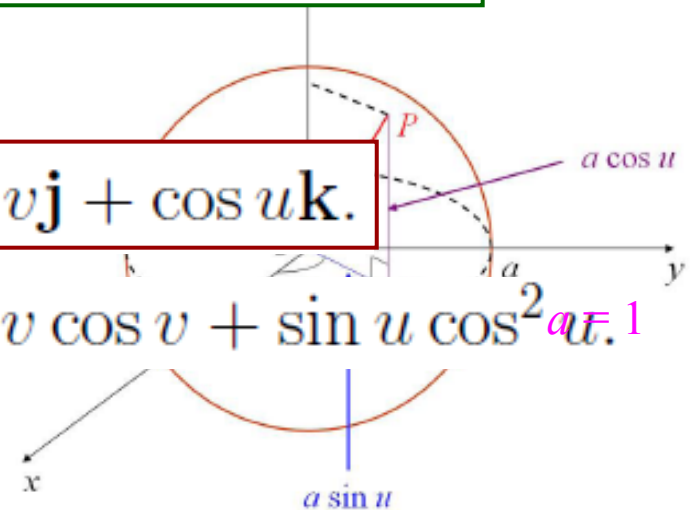 P
a cos u
vj + cos uk.
a
y
v cos v + sin u cos² u.
a = 1
x
a sin u